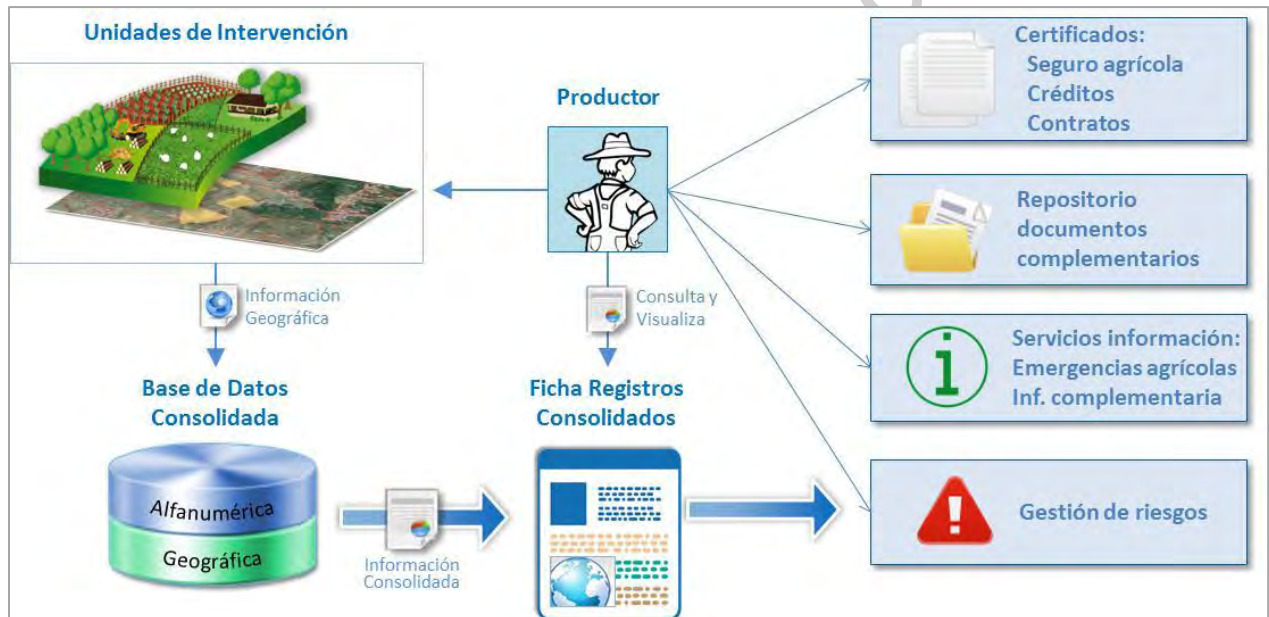 Unidades de Intervención
Productor
Información
Geográfica
Consulta y
Visualiza
Base de Datos
Consolidada
Alfanumérica
Geográfica
Información
Consolidada
Ficha Registros
Consolidados
Certificados:
Seguro agrícola
Créditos
Contratos
Repositorio
documentos
complementarios
Servicios información:
Emergencias agrícolas
Inf. complementaria
Gestión de riesgos